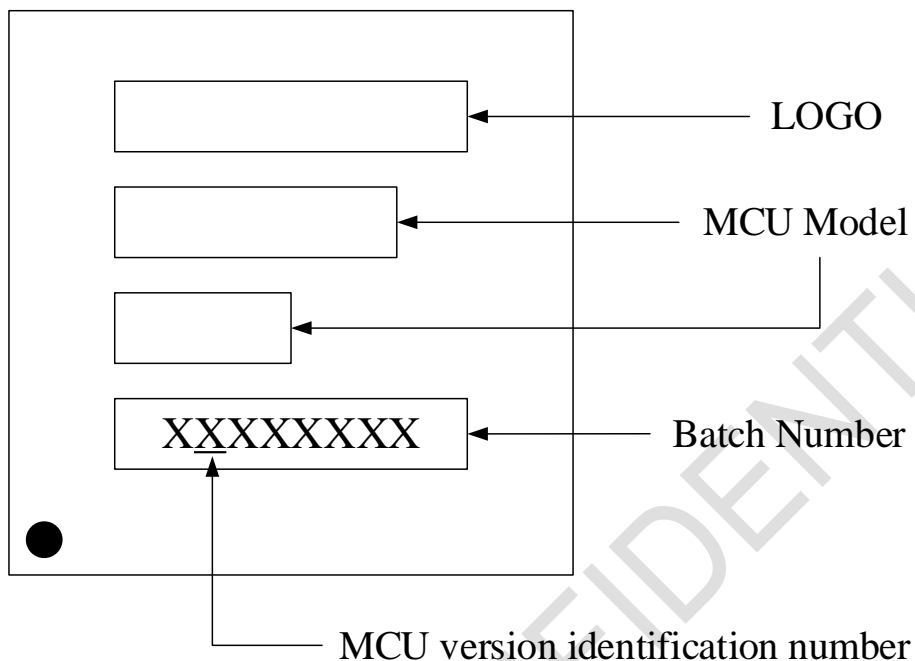 LOGO
MCU Model
XXXXXXXX
Batch Number
MCU version identification number